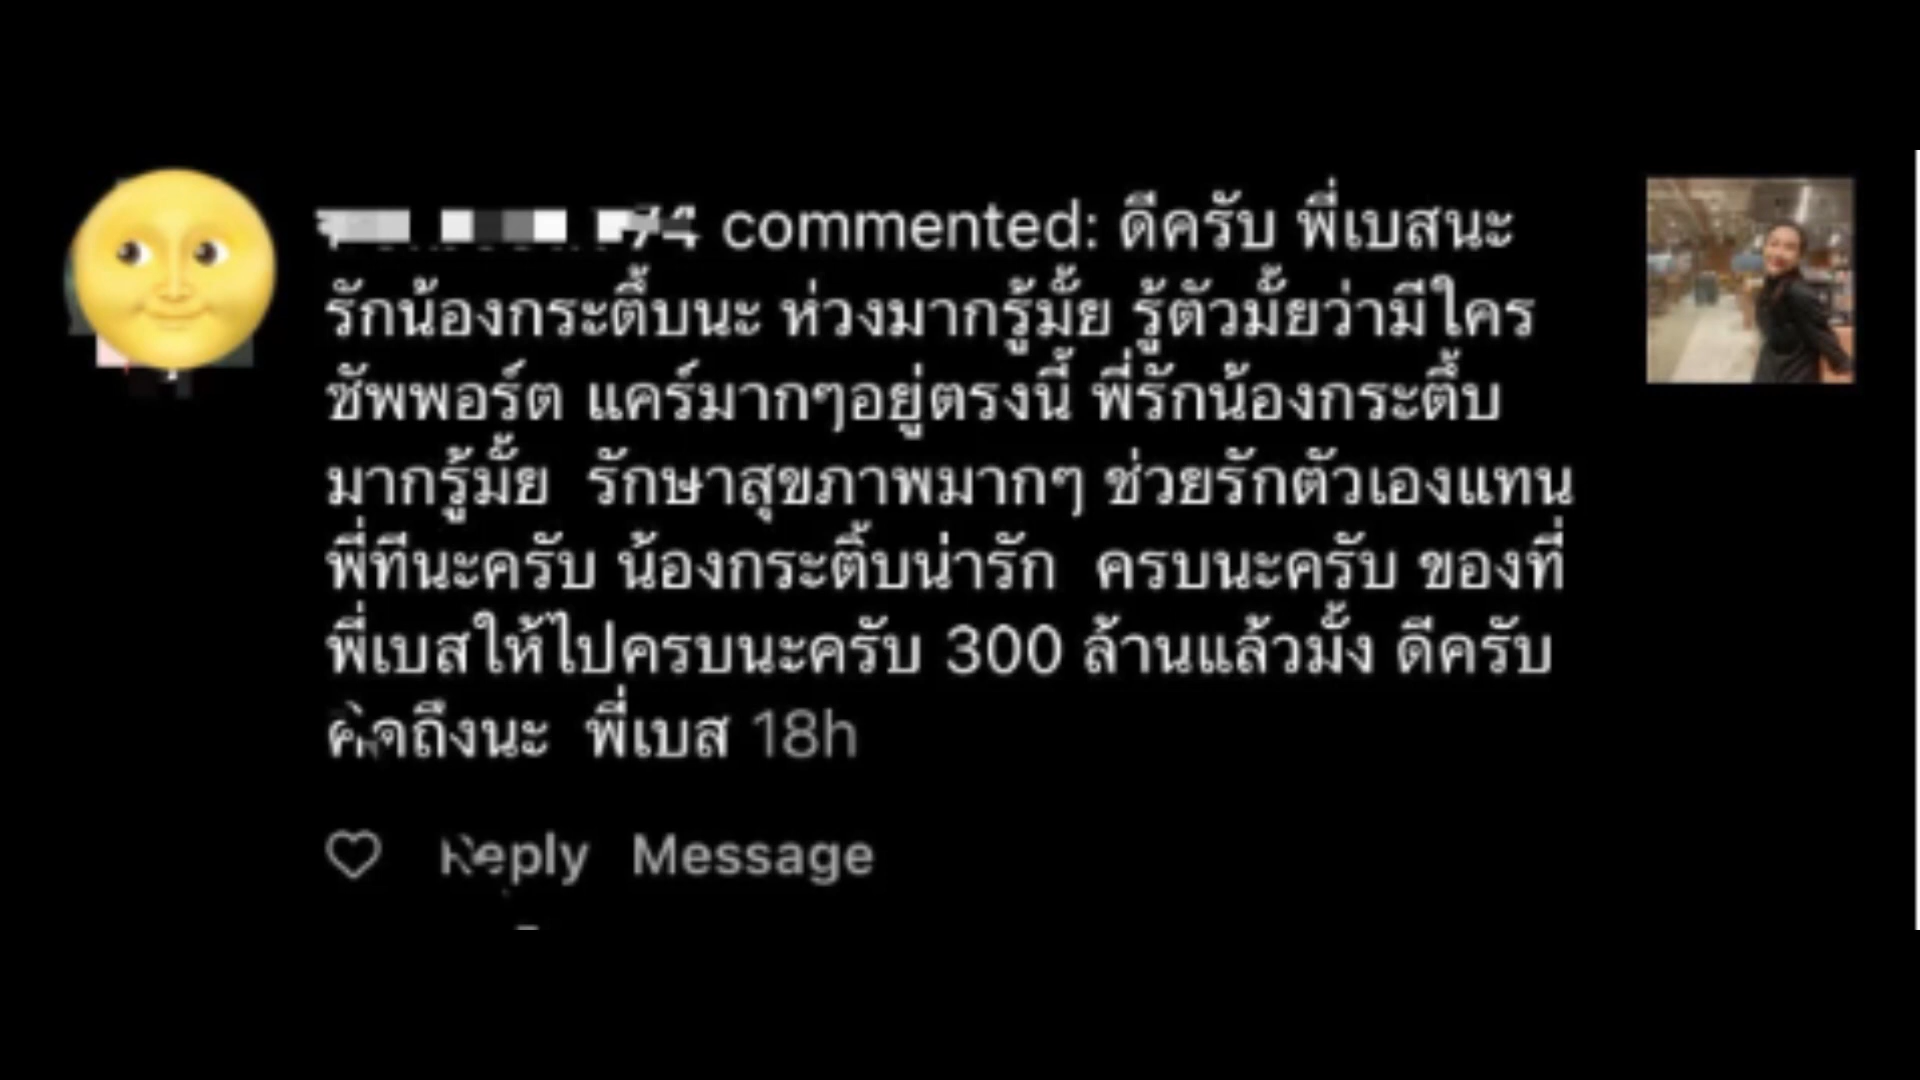 74 commented: ดีครับ พี่เบสนะ
รักน้องกระติ๊บนะ ห่วงมากรู้มั้ย รู้ตัวมั้ยว่ามีใคร
ซัพพอร์ต แคร์มากๆอยู่ตรงนี้ พี่รักน้องกระติ๊บ
มากรู้มั้ย รักษาสุขภาพมากๆ ช่วยรักตัวเองแทน
พี่ทีนะครับ น้องกระติ๊บน่ารัก ครบนะครับ ของที่
พี่เบสให้ไปครบนะครับ 300 ล้านแล้วมั้ง ดีครับ
คิดถึงนะ พี่เบส 18h
Reply Message